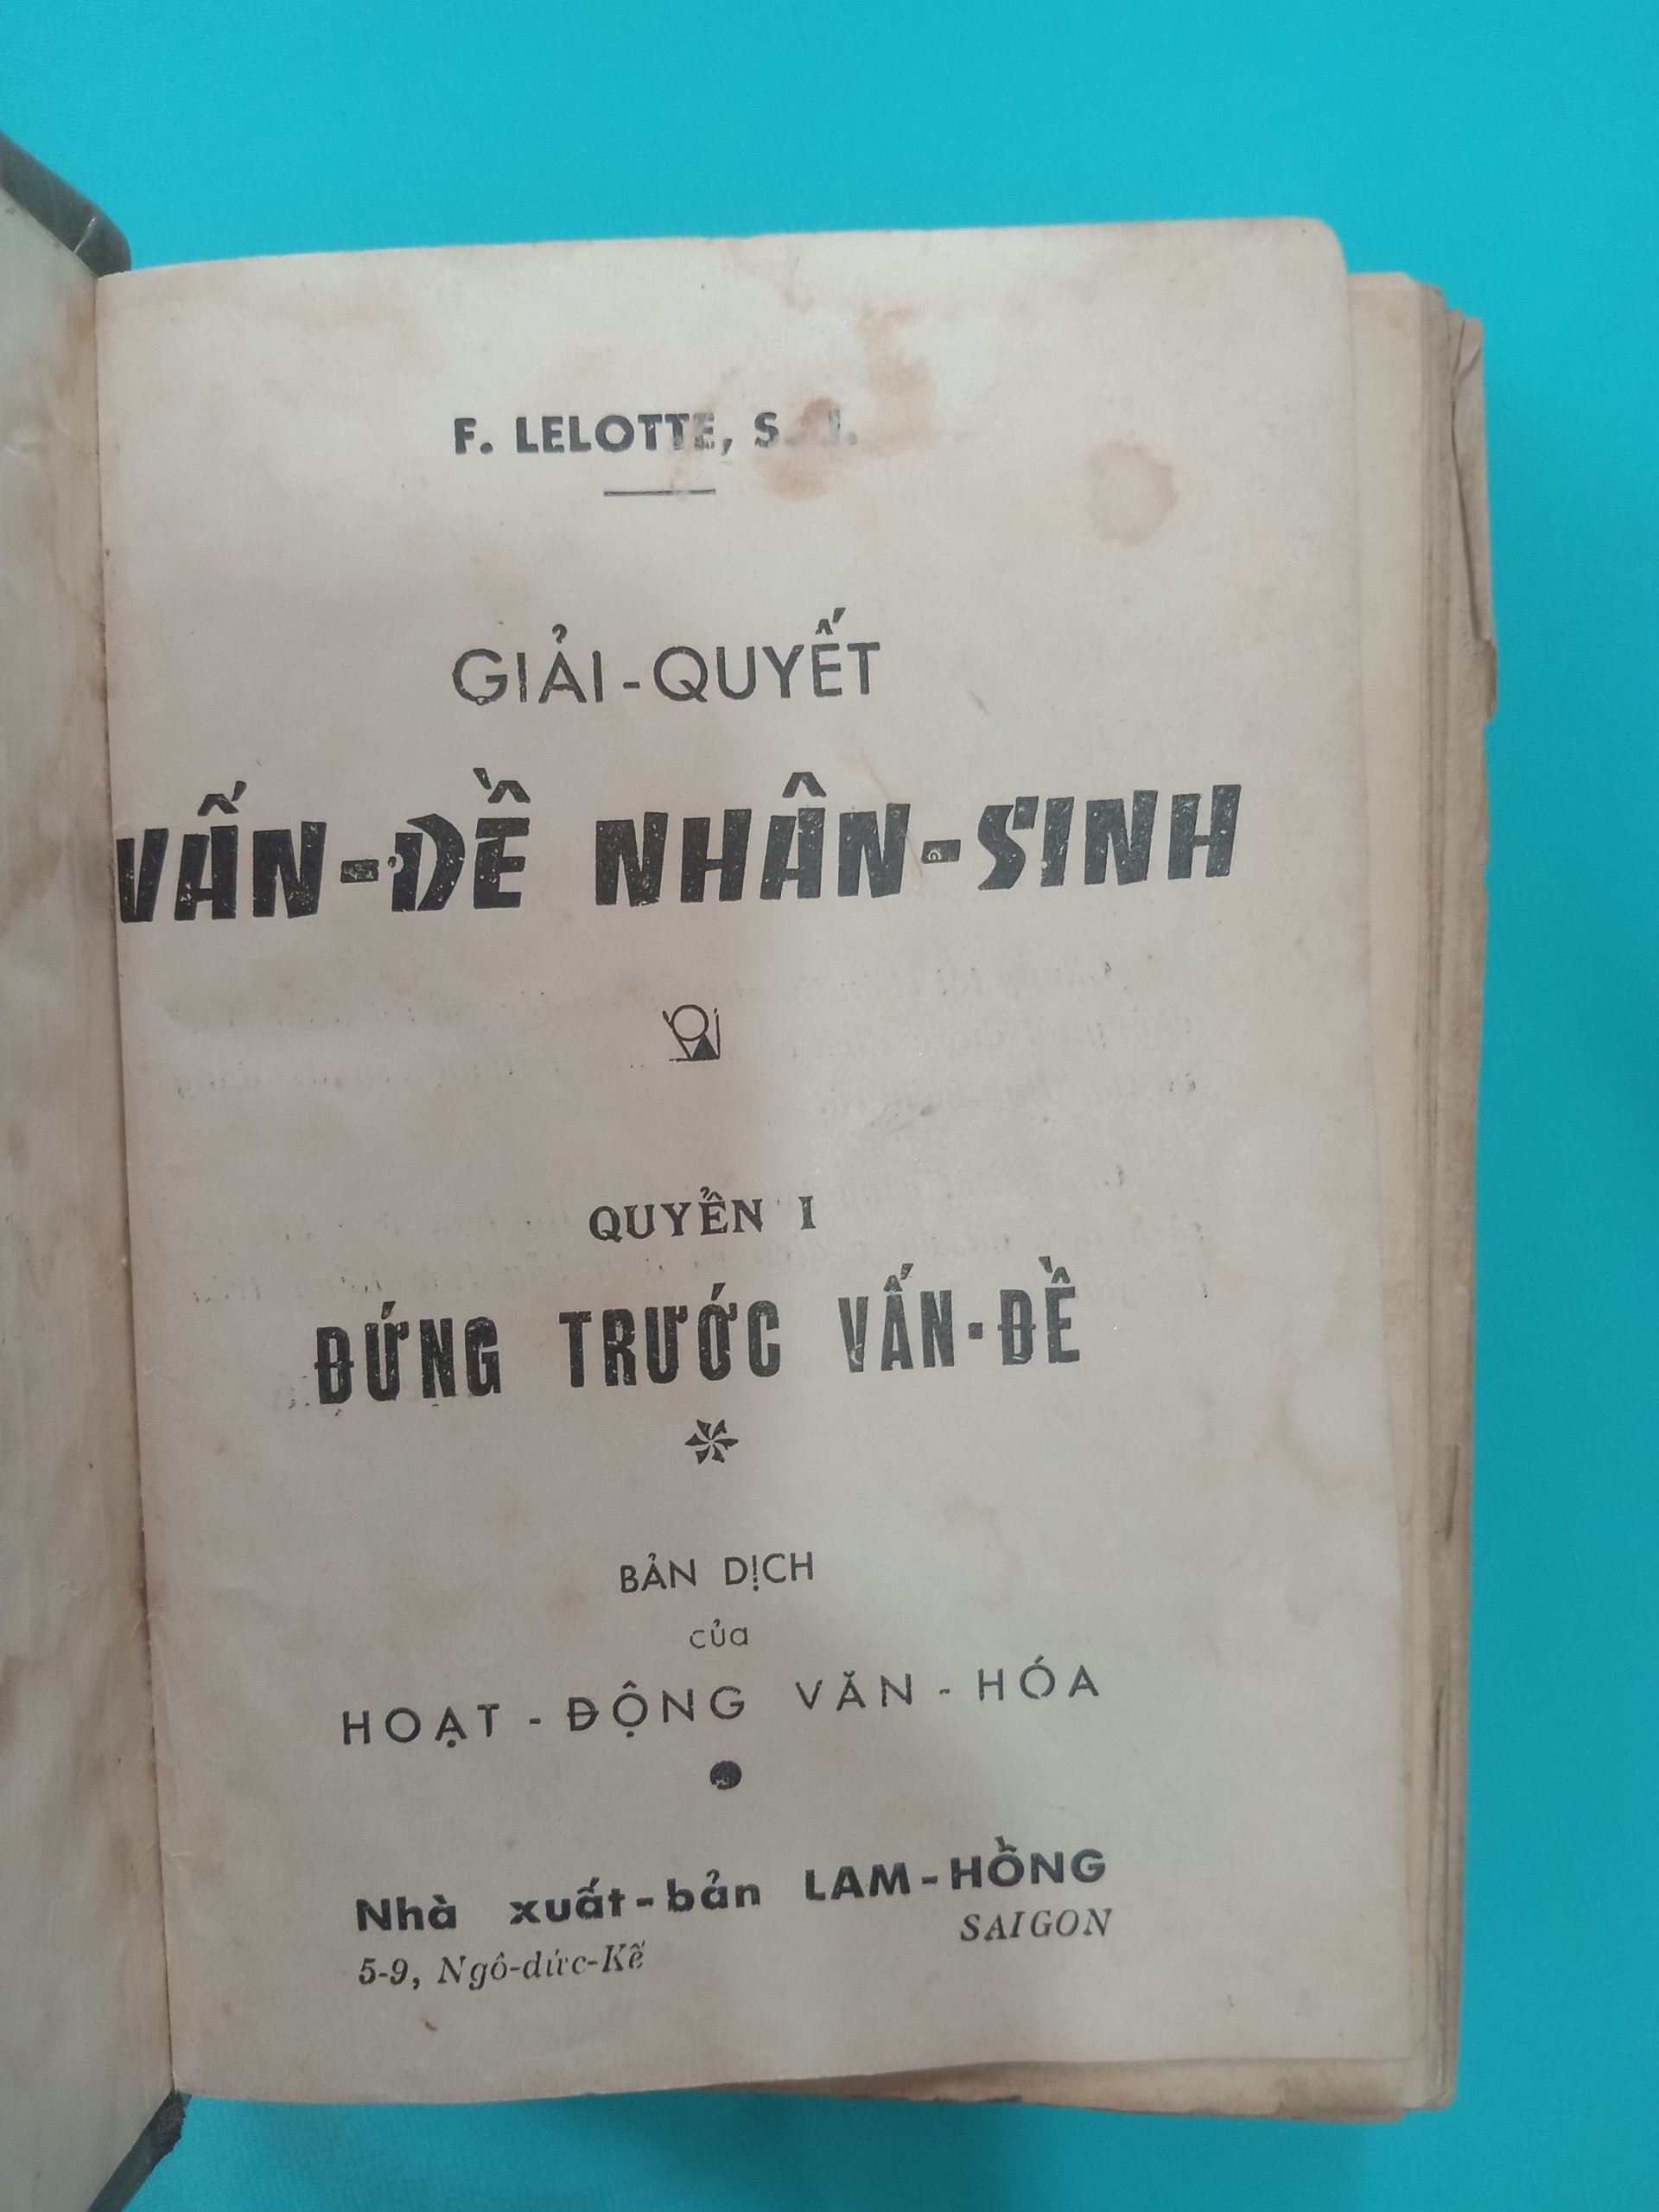 F. LELOTTE, S. J.
GIẢI-QUYẾT
VẤN-ĐỀ NHÂN-SINH
QUYỂN I
ĐỨNG TRƯỚC VẤN-ĐỀ
BẢN DỊCH
của
HOẠT-ĐỘNG VĂN-HÓA
Nhà xuất-bản LAM-HỒNG
5-9, Ngô-đức-Kế SAIGON